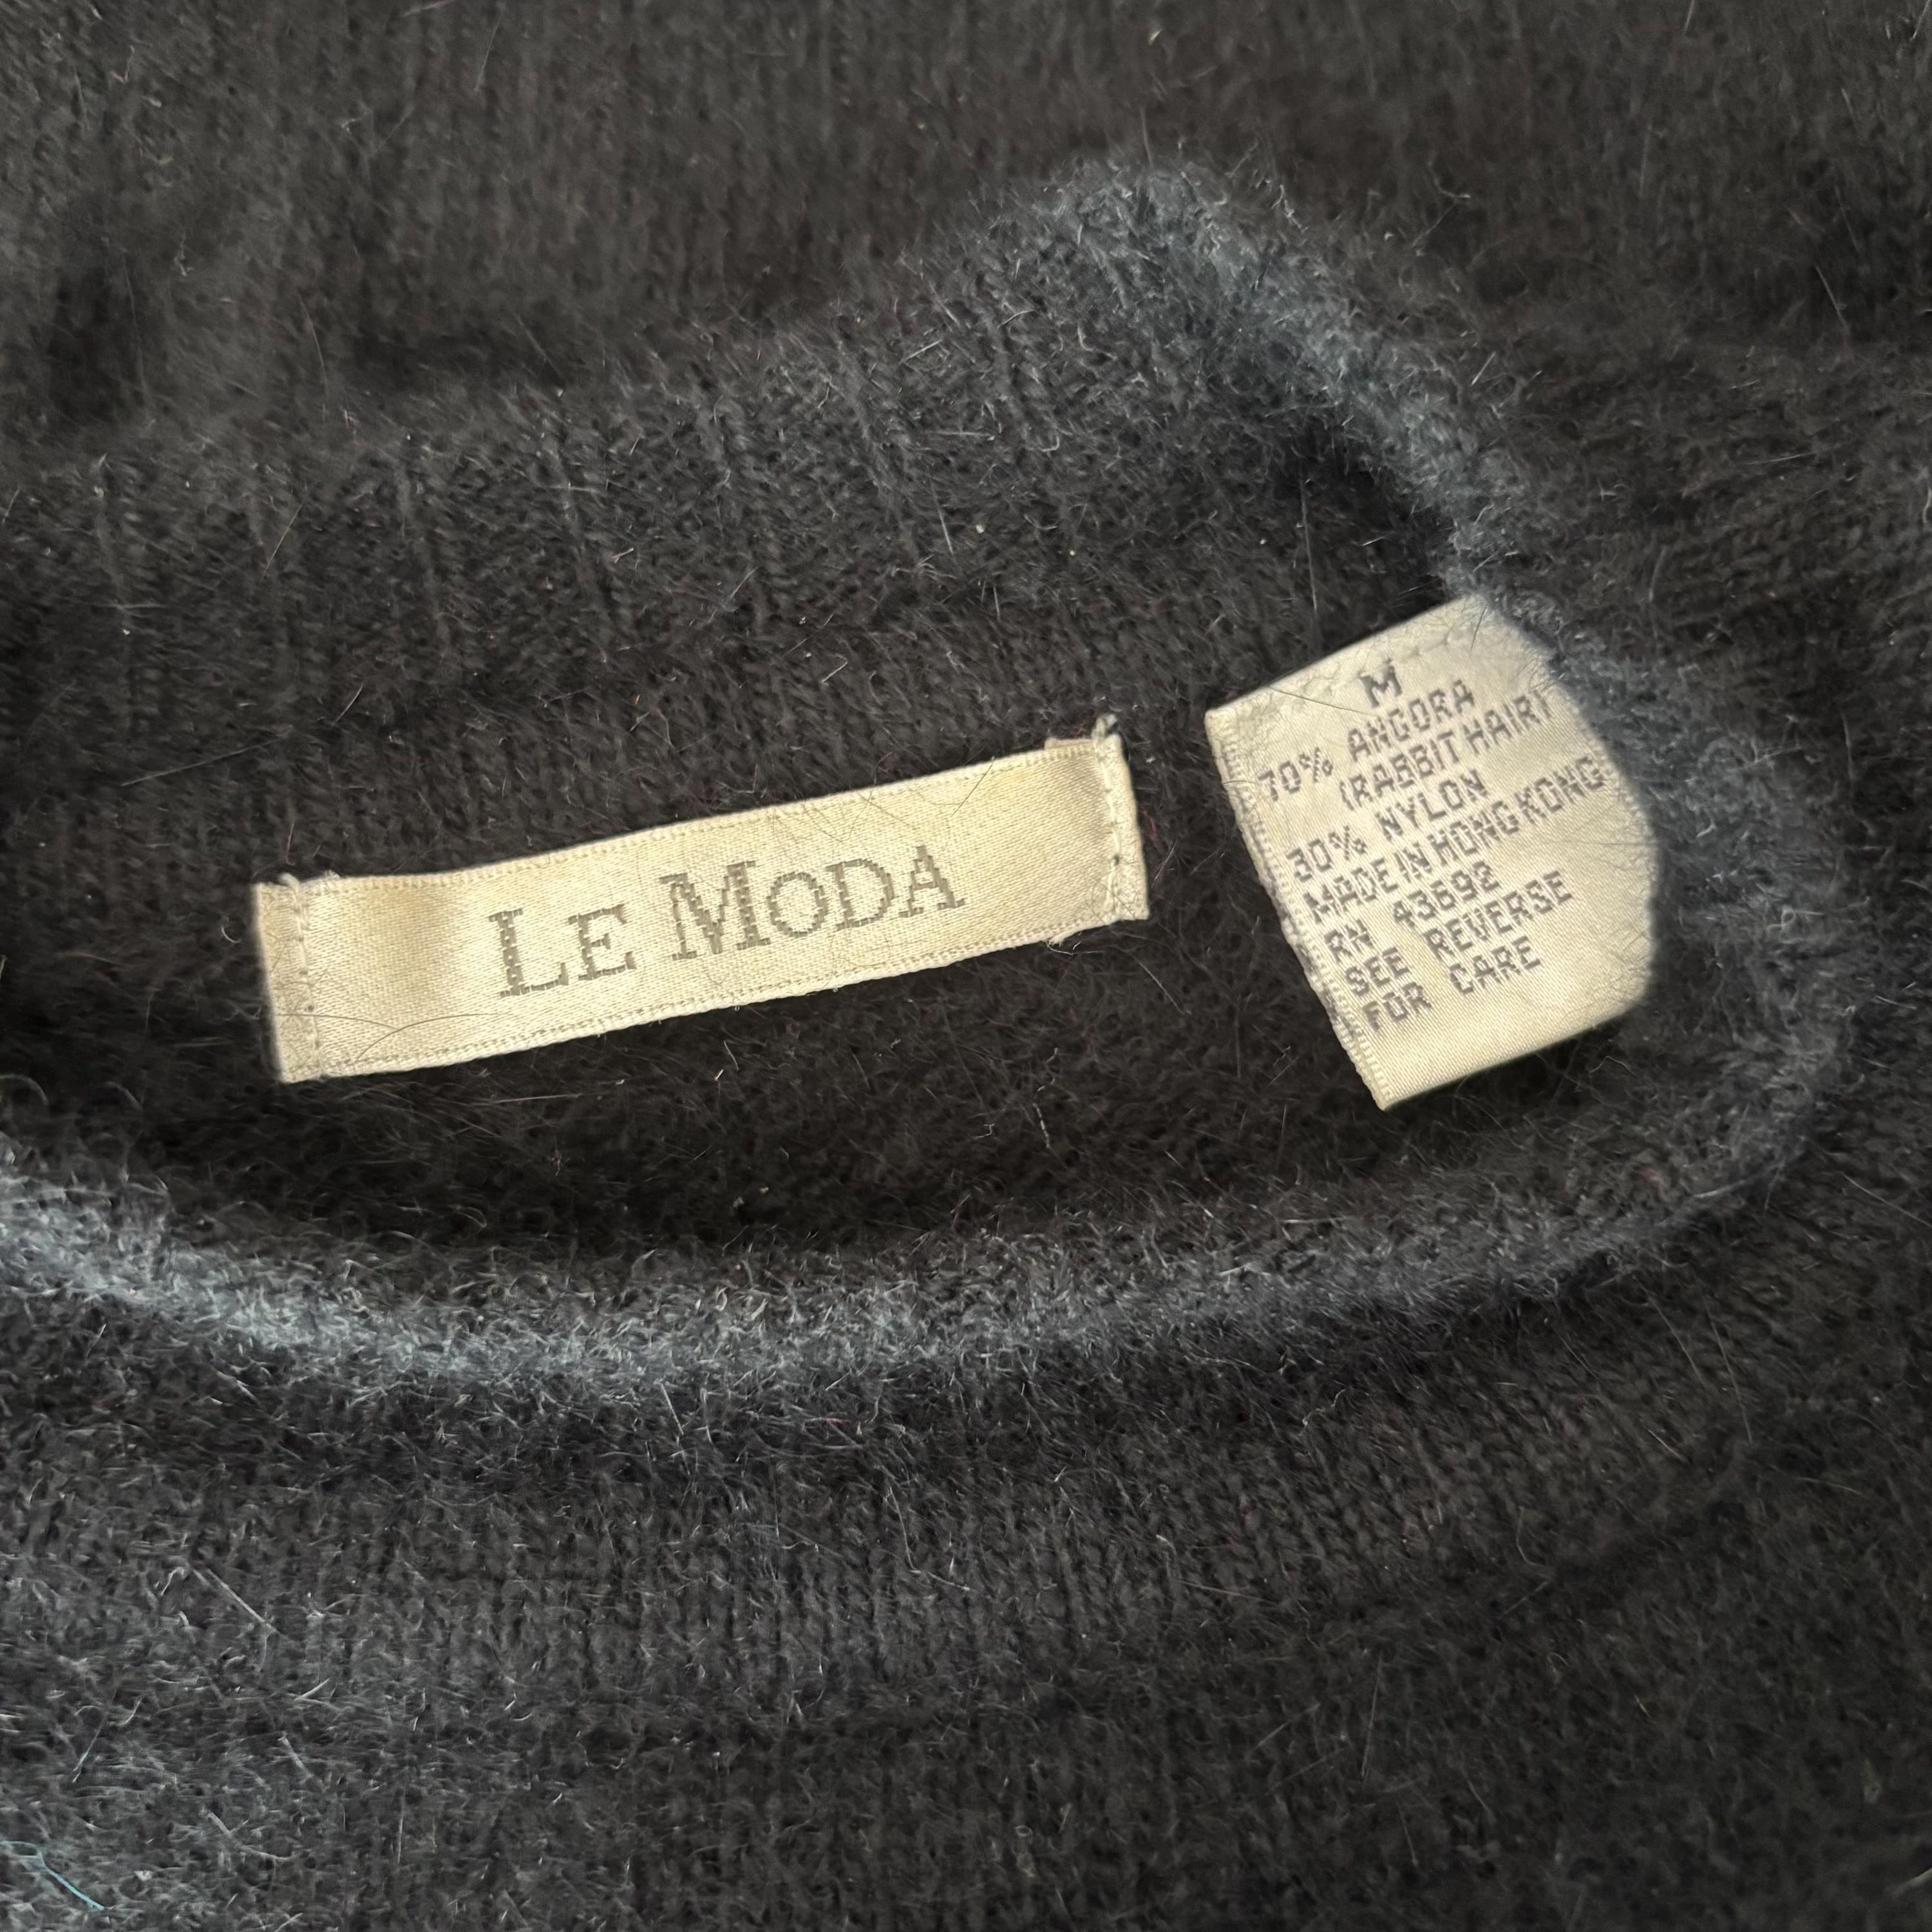 LE MODA
M
70% ANGORA
(RABBIT HAIR)
30% NYLON
MADE IN HONG KONG
RN 43692
SEE REVERSE
FOR CARE